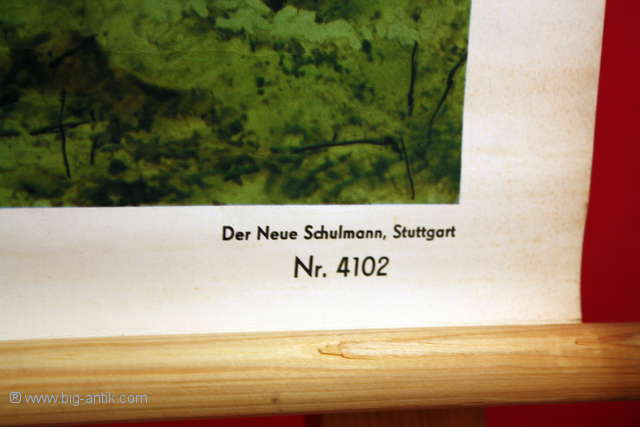 Der Neue Schulmann, Stuttgart
Nr. 4102
® www.big-antik.com